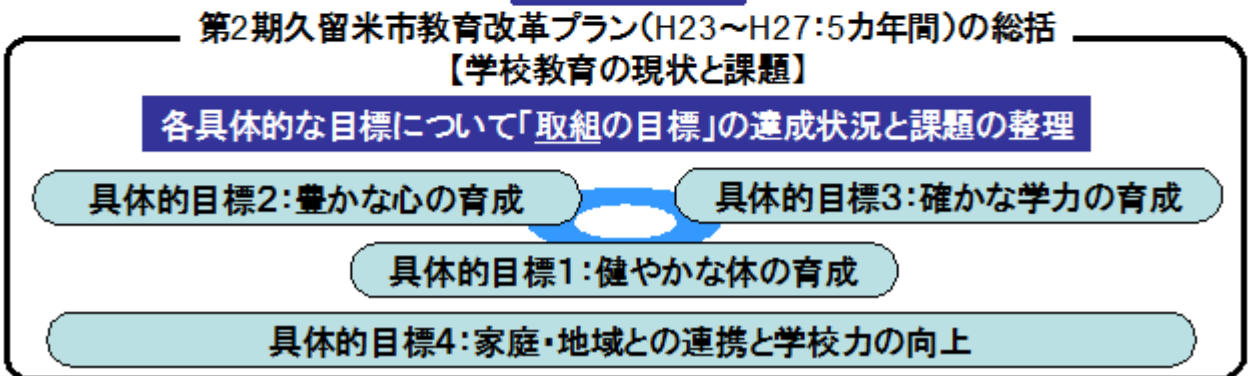 第2期久留米市教育改革プラン(H23～H27:5カ年間)の総括
【学校教育の現状と課題】
各具体的な目標について「取組の目標」の達成状況と課題の整理
具体的目標2:豊かな心の育成
具体的目標3:確かな学力の育成
具体的目標1:健やかな体の育成
具体的目標4:家庭・地域との連携と学校力の向上